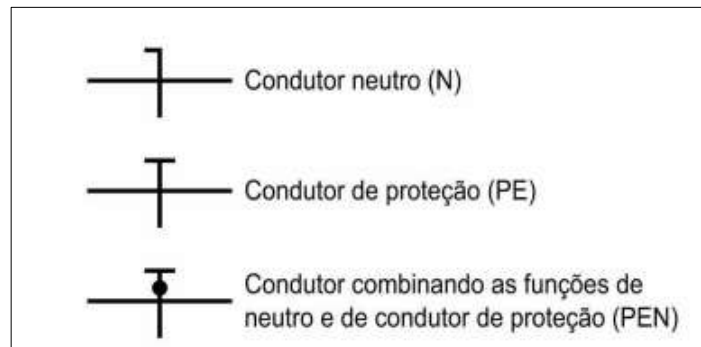 Condutor neutro (N)
Condutor de proteção (PE)
Condutor combinando as funções de
neutro e de condutor de proteção (PEN)